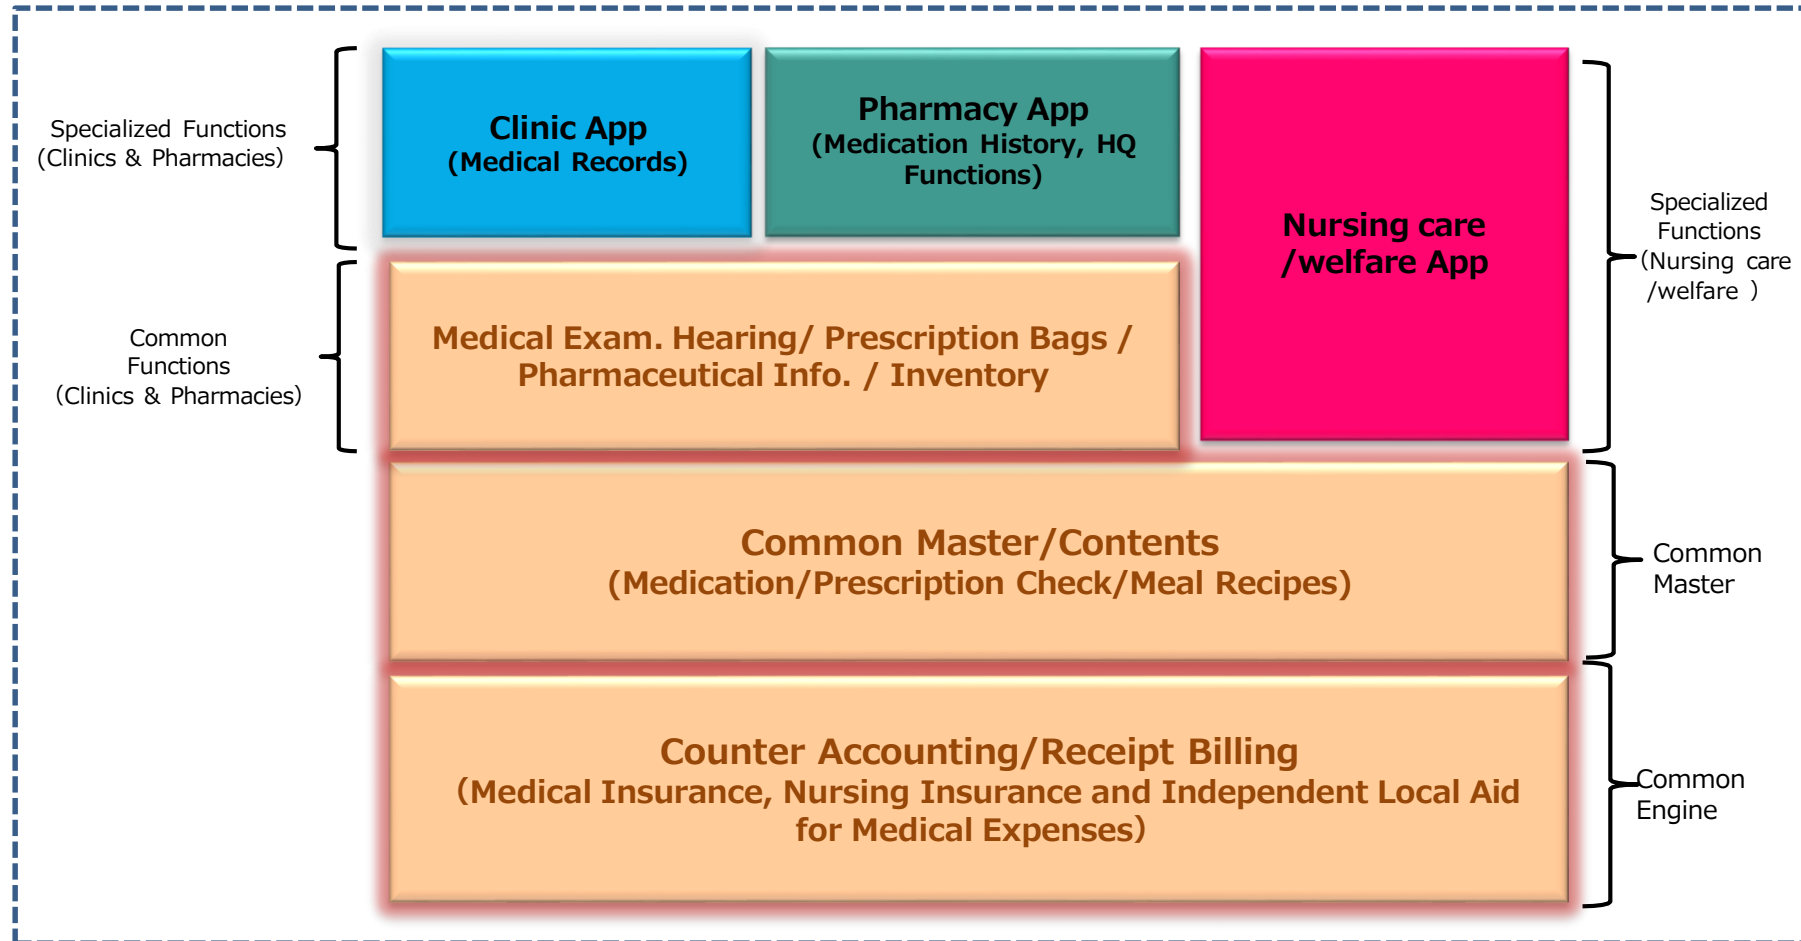 Specialized Functions
(Clinics & Pharmacies)
Clinic App
(Medical Records)
Pharmacy App
(Medication History, HQ
Functions)
Nursing care
/welfare App
Specialized
Functions
(Nursing care
/welfare )
Common
Functions
(Clinics & Pharmacies)
Medical Exam. Hearing/ Prescription Bags /
Pharmaceutical Info. / Inventory
Common Master/Contents
(Medication/Prescription Check/Meal Recipes)
Common
Master
Counter Accounting/Receipt Billing
(Medical Insurance, Nursing Insurance and Independent Local Aid
for Medical Expenses)
Common
Engine